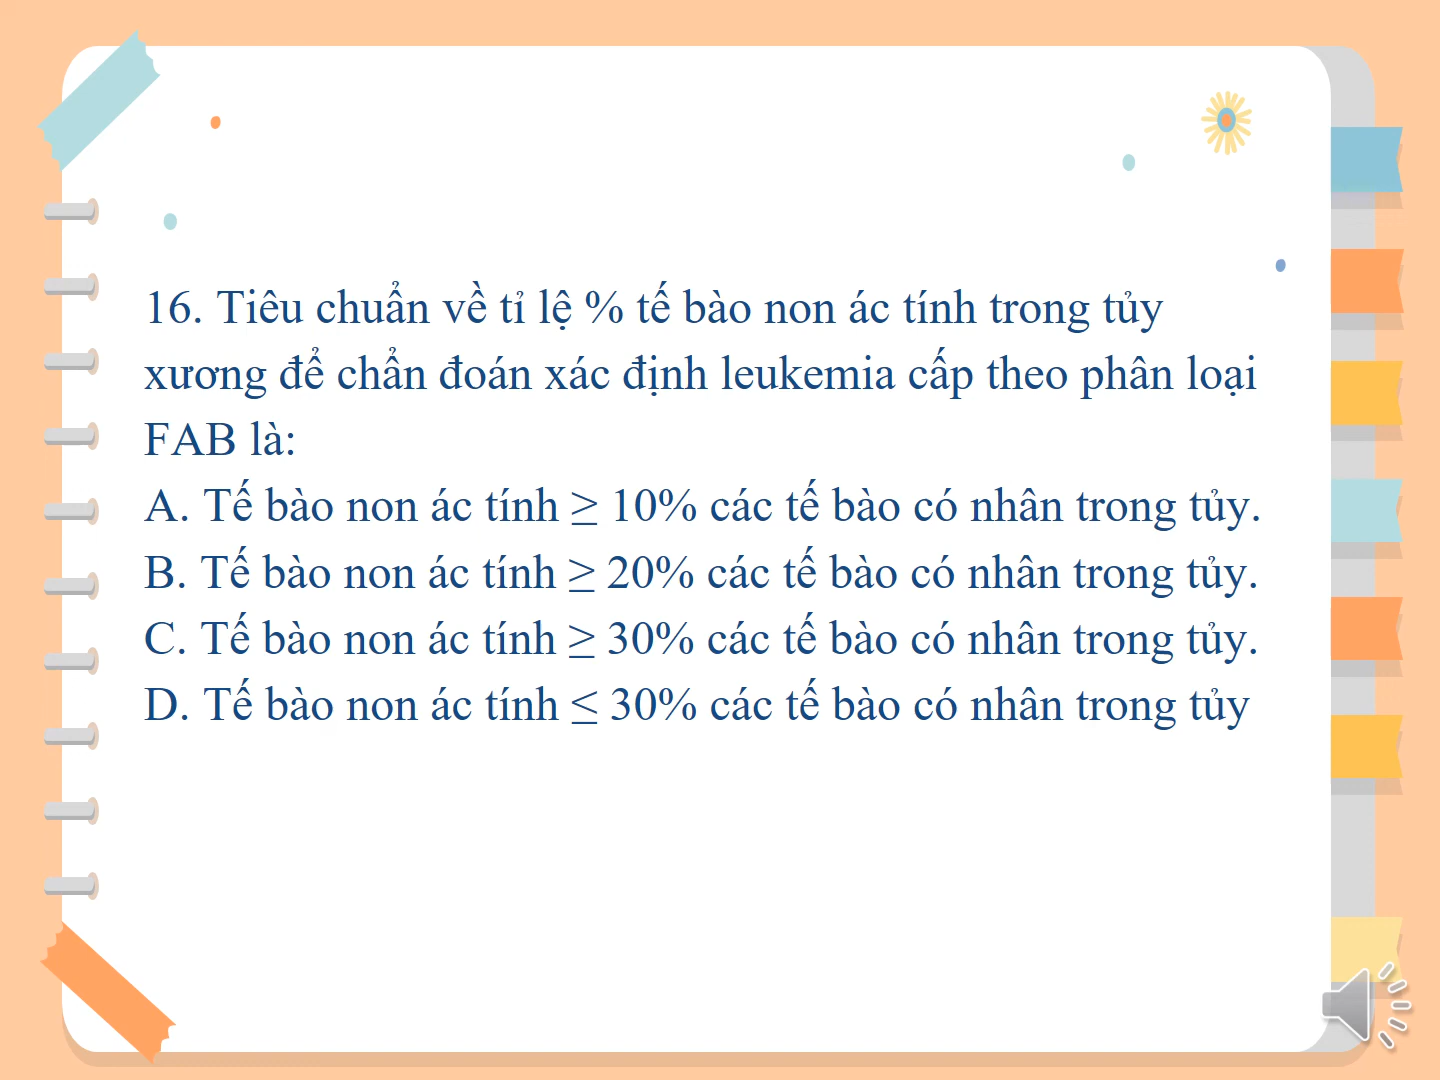 16. Tiêu chuẩn về tỉ lệ % tế bào non ác tính trong tủy
xương để chẩn đoán xác định leukemia cấp theo phân loại
FAB là:
A. Tế bào non ác tính ≥ 10% các tế bào có nhân trong tủy.
B. Tế bào non ác tính ≥ 20% các tế bào có nhân trong tủy.
C. Tế bào non ác tính ≥ 30% các tế bào có nhân trong tủy.
D. Tế bào non ác tính ≤ 30% các tế bào có nhân trong tủy